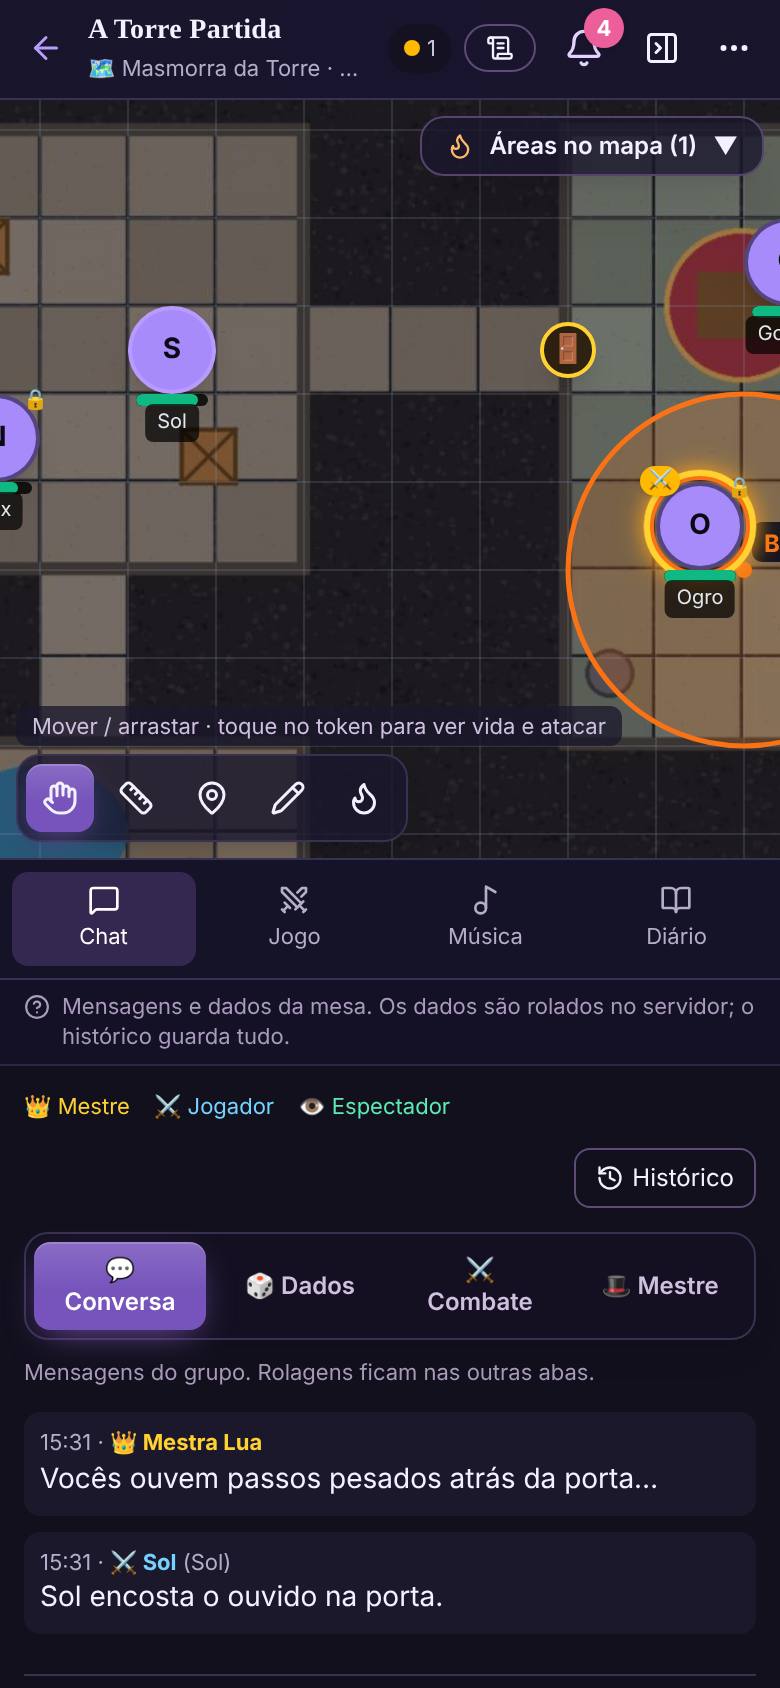 A Torre Partida
🗺️ Masmorra da Torre · ...
1
4
Áreas no mapa (1) ▼
S
Sol
O
Ogro
B
Go
x
Mover / arrastar · toque no token para ver vida e atacar
Chat
Jogo
Música
Diário
Mensagens e dados da mesa. Os dados são rolados no servidor; o
histórico guarda tudo.
👑 Mestre ⚔️ Jogador 👁️ Espectador
Histórico
💬 Conversa
🎲 Dados
⚔️ Combate
🎩 Mestre
Mensagens do grupo. Rolagens ficam nas outras abas.
15:31 · 👑 Mestra Lua
Vocês ouvem passos pesados atrás da porta...
15:31 · ⚔️ Sol (Sol)
Sol encosta o ouvido na porta.